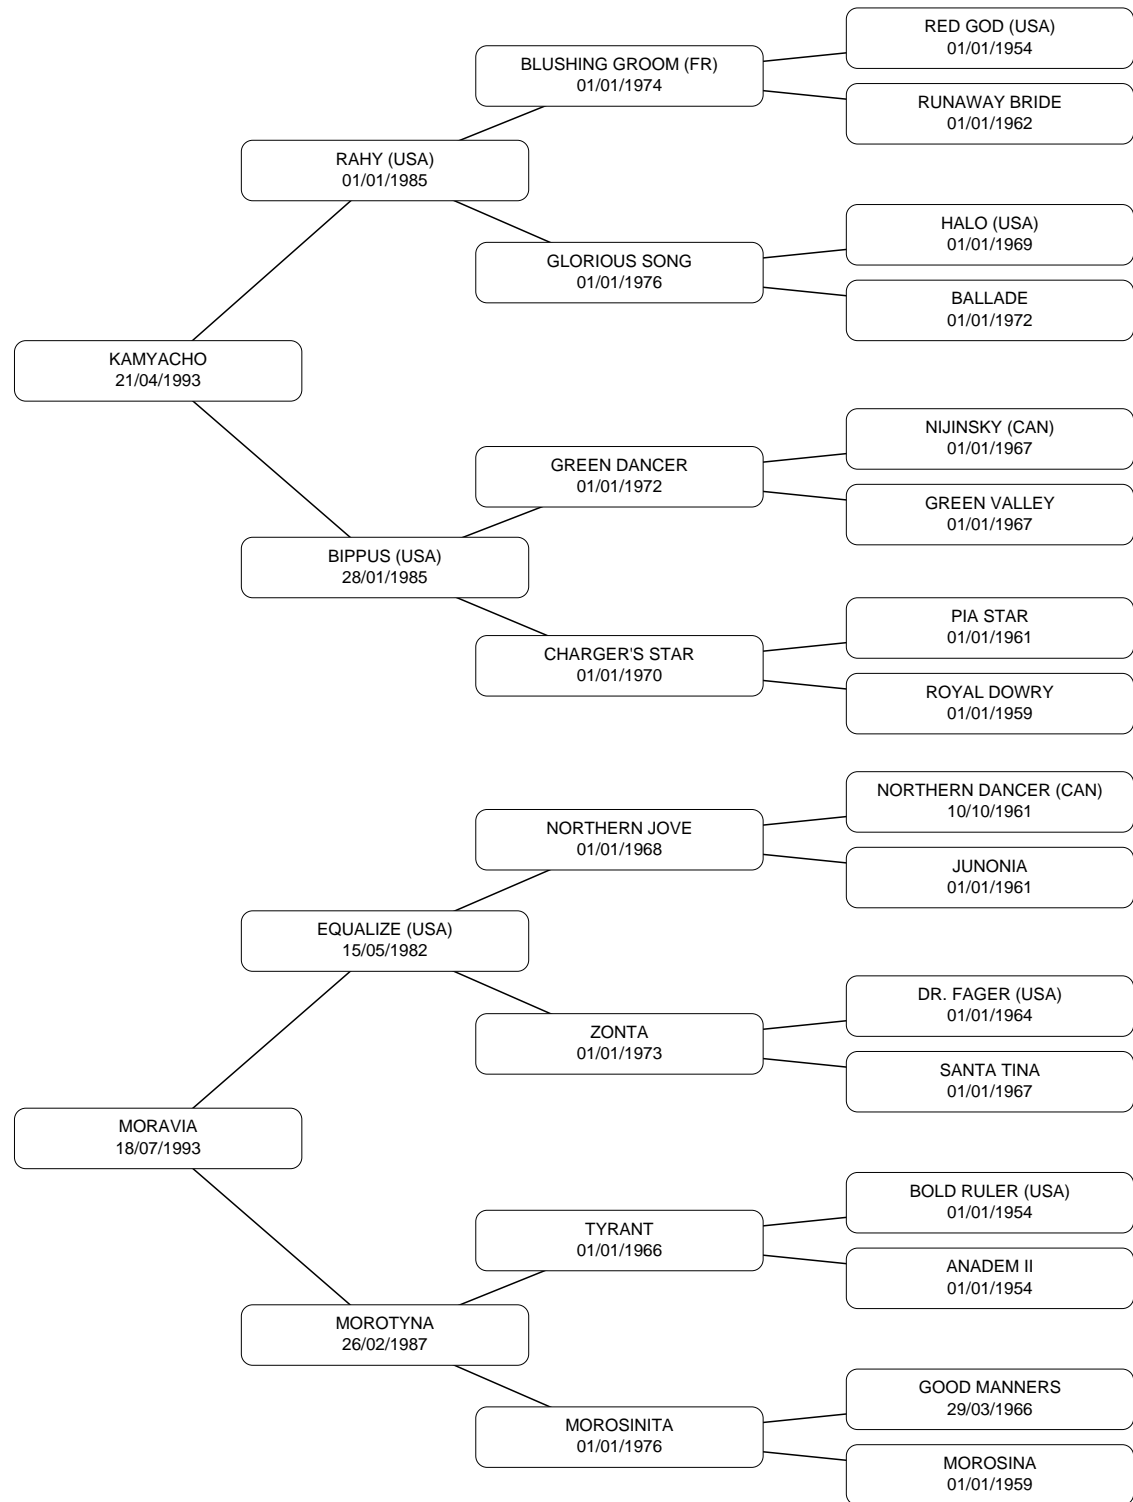 RED GOD (USA)
01/01/1954
BLUSHING GROOM (FR)
01/01/1974
RUNAWAY BRIDE
01/01/1962
RAHY (USA)
01/01/1985
HALO (USA)
01/01/1969
GLORIOUS SONG
01/01/1976
BALLADE
01/01/1972
KAMYACHO
21/04/1993
NIJINSKY (CAN)
01/01/1967
GREEN DANCER
01/01/1972
GREEN VALLEY
01/01/1967
BIPPUS (USA)
28/01/1985
PIA STAR
01/01/1961
CHARGER'S STAR
01/01/1970
ROYAL DOWRY
01/01/1959
NORTHERN DANCER (CAN)
10/10/1961
NORTHERN JOVE
01/01/1968
JUNONIA
01/01/1961
EQUALIZE (USA)
15/05/1982
DR. FAGER (USA)
01/01/1964
ZONTA
01/01/1973
SANTA TINA
01/01/1967
MORAVIA
18/07/1993
BOLD RULER (USA)
01/01/1954
TYRANT
01/01/1966
ANADEM II
01/01/1954
MOROTYNA
26/02/1987
GOOD MANNERS
29/03/1966
MOROSINITA
01/01/1976
MOROSINA
01/01/1959